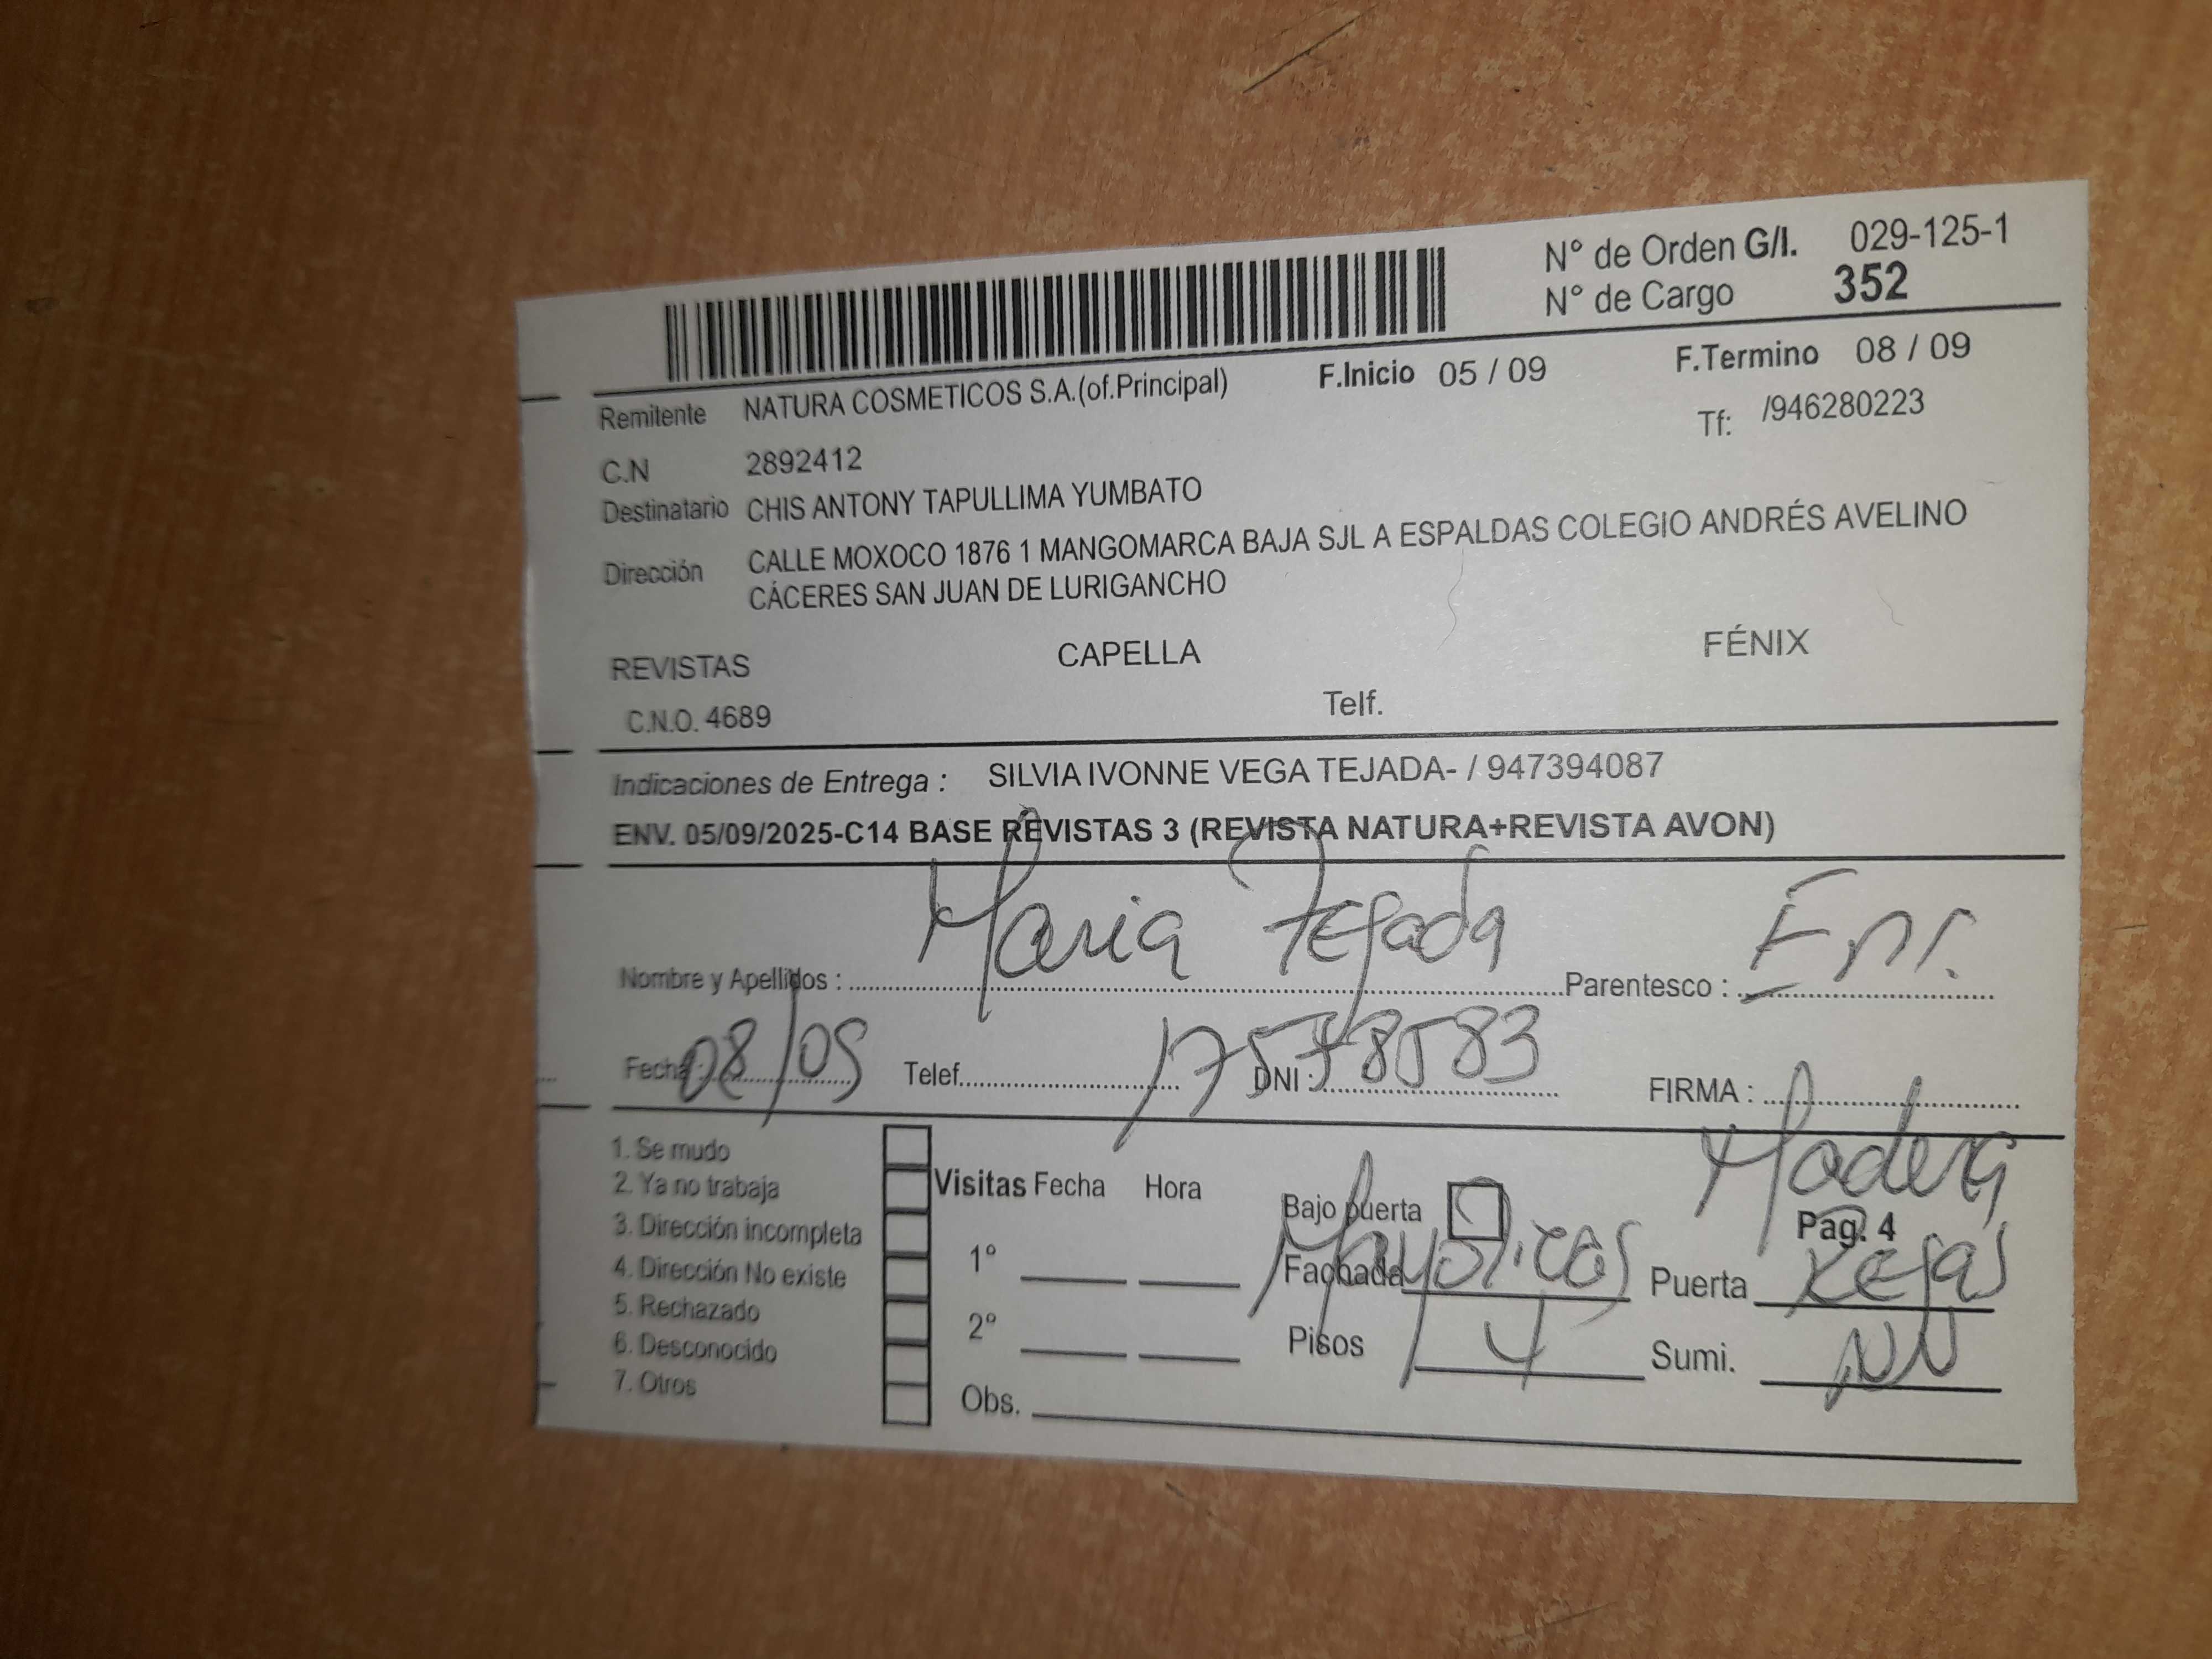 N° de Orden G/I. 029-125-1
N° de Cargo 352
Remitente NATURA COSMETICOS S.A.(of.Principal) F.Inicio 05 / 09 F.Termino 08 / 09
C.N 2892412 Tf: /946280223
Destinatario CHIS ANTONY TAPULLIMA YUMBATO
Dirección CALLE MOXOCO 1876 1 MANGOMARCA BAJA SJL A ESPALDAS COLEGIO ANDRÉS AVELINO
CÁCERES SAN JUAN DE LURIGANCHO
REVISTAS CAPELLA FÉNIX
C.N.O. 4689 Telf.
Indicaciones de Entrega : SILVIA IVONNE VEGA TEJADA- / 947394087
ENV. 05/09/2025-C14 BASE REVISTAS 3 (REVISTA NATURA+REVISTA AVON)
Nombre y Apellidos : Maria Tejada Parentesco :
Fecha : 08/09 Telef. DNI : 17578583 FIRMA :
1. Se mudo
2. Ya no trabaja
3. Dirección incompleta
4. Dirección No existe
5. Rechazado
6. Desconocido
7. Otros
Visitas Fecha Hora
1°
2°
Obs.
Bajo puerta
Fachada Mayolicas
Pisos 4
Madera
Pag. 4
Puerta Rejas
Sumi. NN